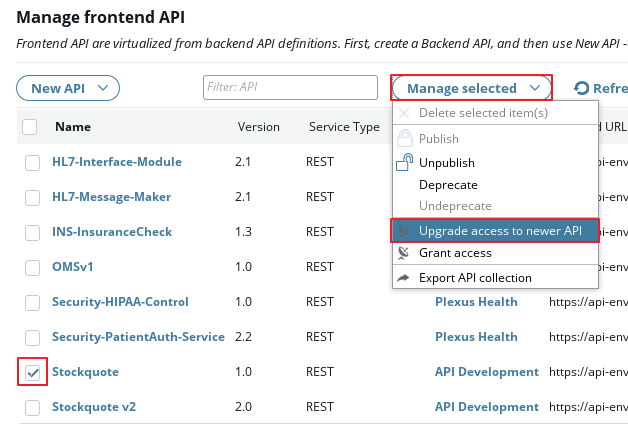 Manage frontend API
Frontend API are virtualized from backend API definitions. First, create a Backend API, and then use New API -
New API
Filter: API
Manage selected
Refre
Delete selected item(s)
Publish
Unpublish
Deprecate
Undeprecate
Upgrade access to newer API
Grant access
Export API collection
Name Version Service Type d URL
HL7-Interface-Module 2.1 REST https://api-env
HL7-Message-Maker 2.1 REST https://api-env
INS-InsuranceCheck 1.3 REST https://api-env
OMSv1 1.0 REST https://api-env
Security-HIPAA-Control 1.0 REST Plexus Health https://api-env
Security-PatientAuth-Service 2.2 REST Plexus Health https://api-env
Stockquote 1.0 REST API Development https://api-env
Stockquote v2 2.0 REST API Development https://api-env